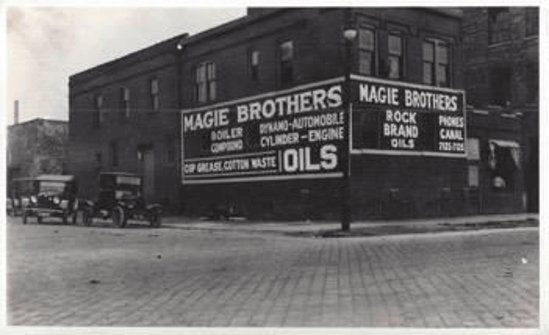 MAGIE BROTHERS
BOILER
COMPOUND
DYNAMO-AUTOMOBILE
CYLINDER-ENGINE
CUP GREASE, COTTON WASTE
OILS
MAGIE BROTHERS
ROCK
BRAND
OILS
PHONES
CANAL